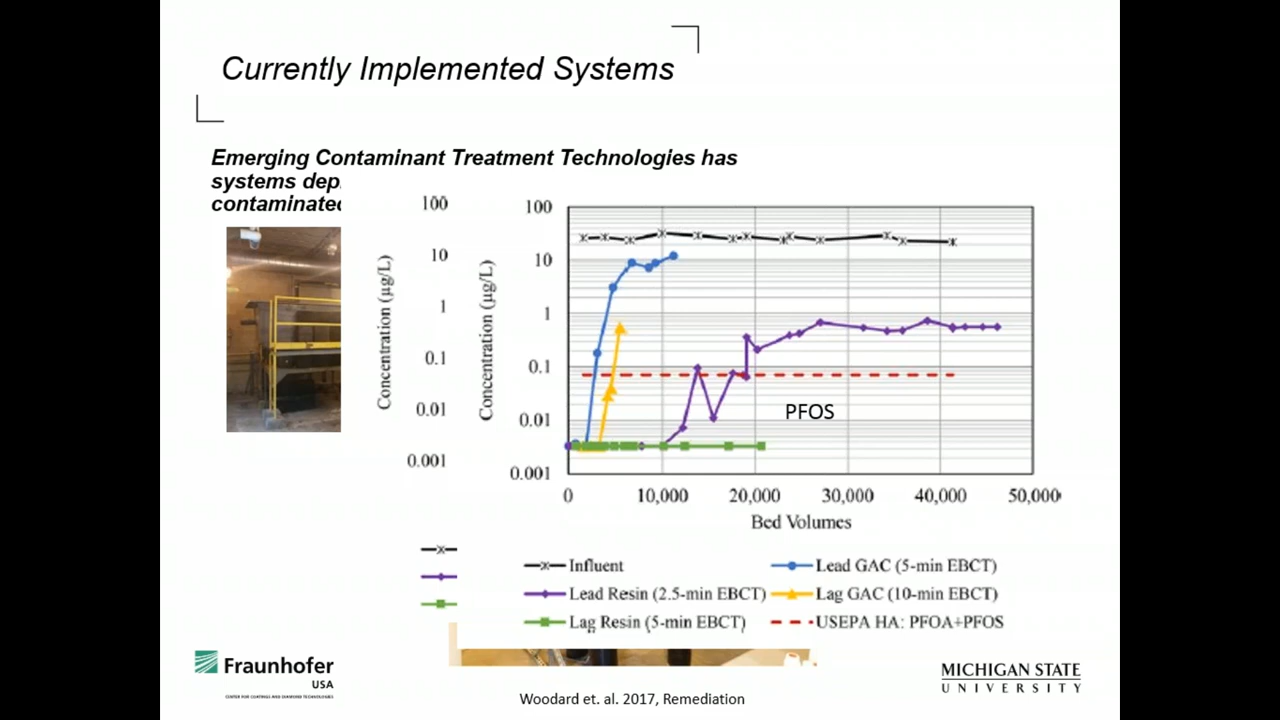 Currently Implemented Systems
Emerging Contaminant Treatment Technologies has
systems dep
contaminated
100
10
1
0.1
0.01
0.001
Concentration (µg/L)
100
10
1
0.1
0.01
0.001
Concentration (µg/L)
PFOS
0 10,000 20,000 30,000 40,000 50,000
Bed Volumes
Influent
Lead GAC (5-min EBCT)
Lead Resin (2.5-min EBCT)
Lag GAC (10-min EBCT)
Lag Resin (5-min EBCT)
USEPA HA: PFOA+PFOS
Fraunhofer
USA
CENTER FOR COATINGS AND DIAMOND TECHNOLOGIES
Woodard et. al. 2017, Remediation
MICHIGAN STATE
UNIVERSITY